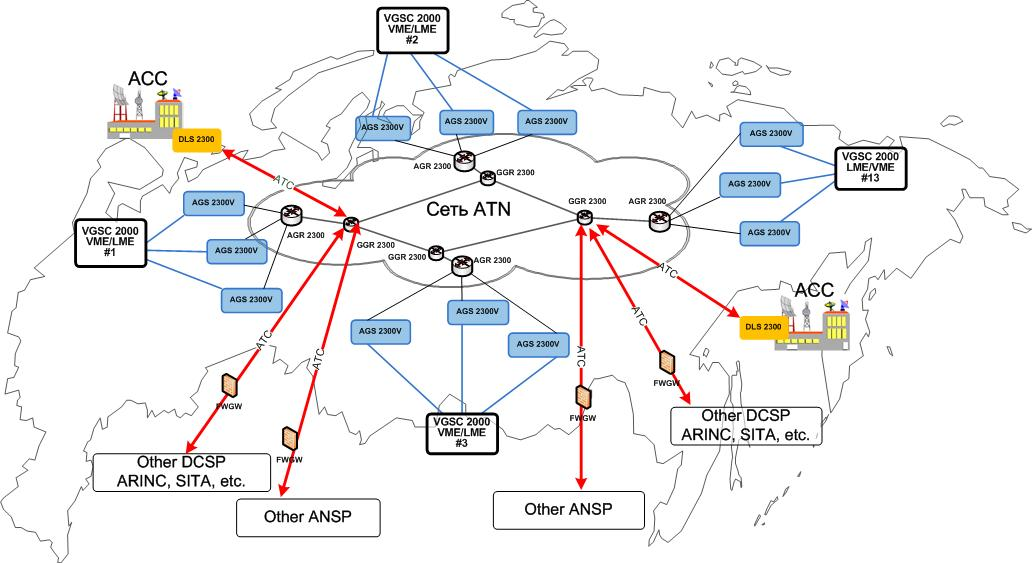 VGSC 2000
VME/LME
#2
ACC
DLS 2300
AGS 2300V
AGS 2300V
AGS 2300V
AGR 2300
GGR 2300
ATC
Сеть ATN
AGS 2300V
AGS 2300V
AGS 2300V
VGSC 2000
LME/VME
#13
GGR 2300
AGR 2300
AGS 2300V
AGS 2300V
AGS 2300V
VGSC 2000
VME/LME
#1
AGR 2300
GGR 2300
GGR 2300
AGR 2300
ATC
ACC
DLS 2300
AGS 2300V
AGS 2300V
AGS 2300V
ATC
ATC
ATC
ATC
FWGW
FWGW
FWGW
FWGW
VGSC 2000
VME/LME
#3
Other DCSP
ARINC, SITA, etc.
Other DCSP
ARINC, SITA, etc.
Other ANSP
Other ANSP